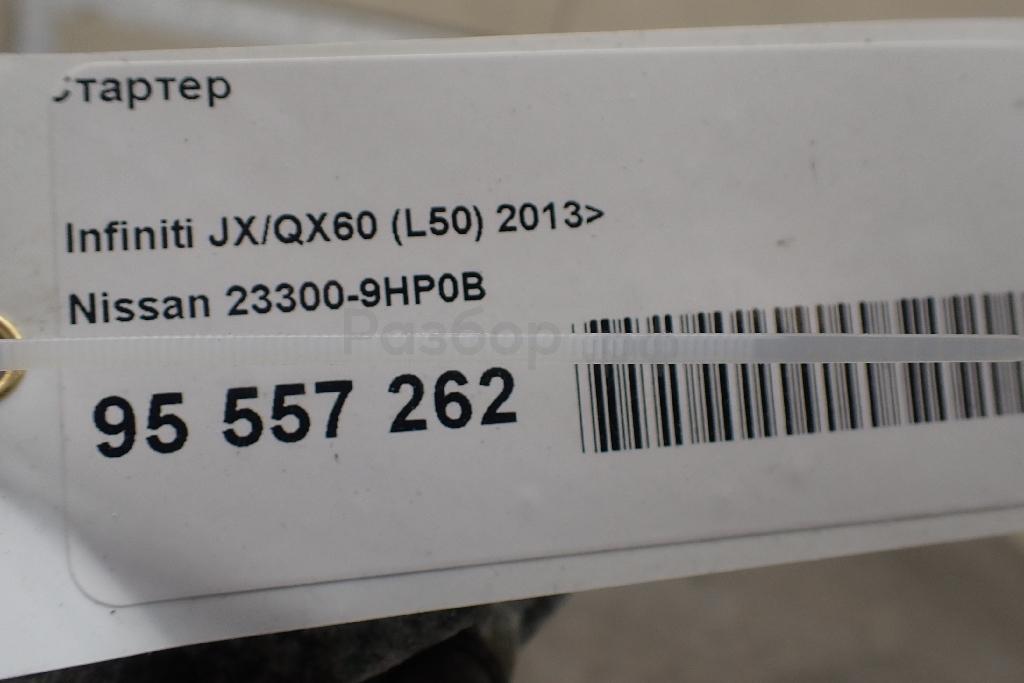 Стартер
Infiniti JX/QX60 (L50) 2013>
Nissan 23300-9HP0B
Разбор
95 557 262